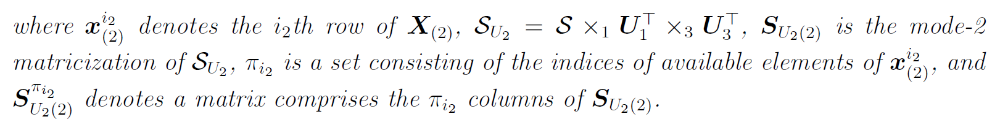 where $\boldsymbol{x}_{(2)}^{i_2}$ denotes the $i_2$th row of $\boldsymbol{X}_{(2)}$, $\mathcal{S}_{U_2} = \mathcal{S} \times_1 \boldsymbol{U}_1^\top \times_3 \boldsymbol{U}_3^\top$, $\boldsymbol{S}_{U_2(2)}$ is the mode-2
matricization of $\mathcal{S}_{U_2}$, $\pi_{i_2}$ is a set consisting of the indices of available elements of $\boldsymbol{x}_{(2)}^{i_2}$, and
$\boldsymbol{S}_{U_2(2)}^{\pi_{i_2}}$ denotes a matrix comprises the $\pi_{i_2}$ columns of $\boldsymbol{S}_{U_2(2)}$.